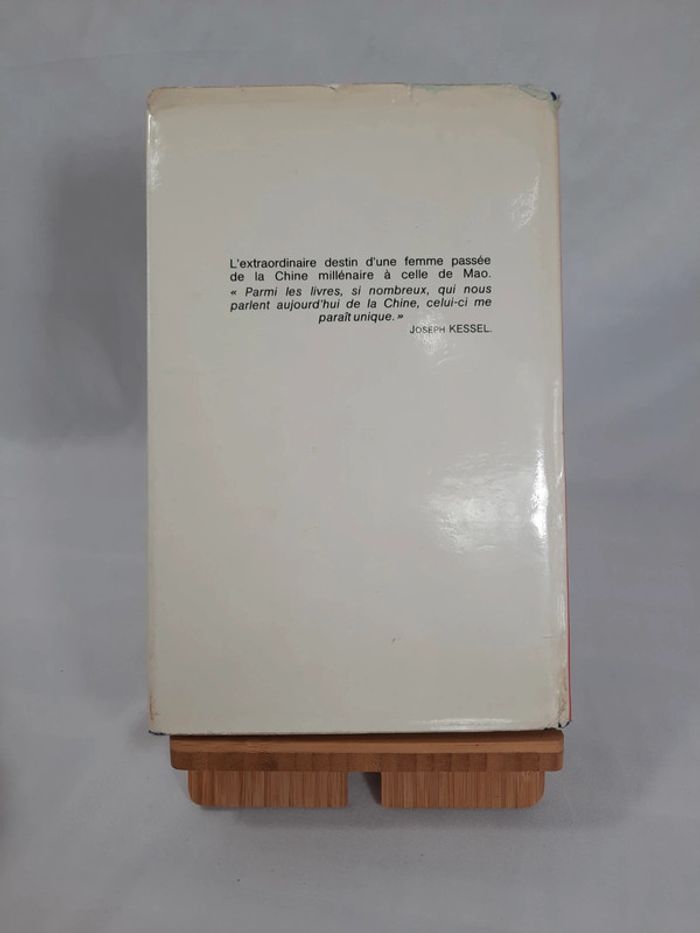 L'extraordinaire destin d'une femme passée
de la Chine millénaire à celle de Mao.
« Parmi les livres, si nombreux, qui nous
parlent aujourd'hui de la Chine, celui-ci me
paraît unique. »
JOSEPH KESSEL.